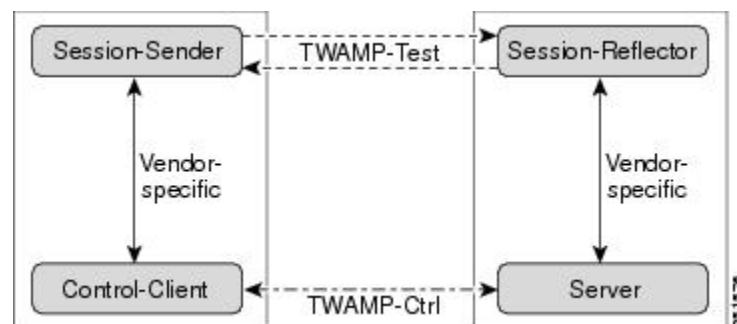 Session-Sender
TWAMP-Test
Session-Reflector
Vendor-
specific
Vendor-
specific
Control-Client
TWAMP-Ctrl
Server